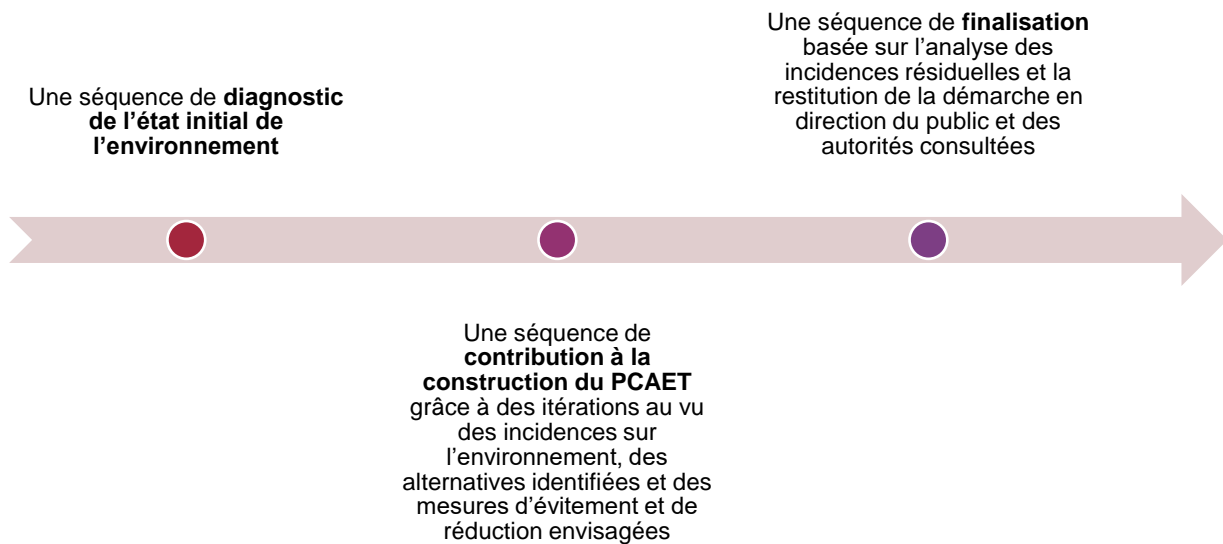 Une séquence de diagnostic
de l'état initial de
l'environnement
Une séquence de
contribution à la
construction du PCAET
grâce à des itérations au vu
des incidences sur
l'environnement, des
alternatives identifiées et des
mesures d'évitement et de
réduction envisagées
Une séquence de finalisation
basée sur l'analyse des
incidences résiduelles et la
restitution de la démarche en
direction du public et des
autorités consultées